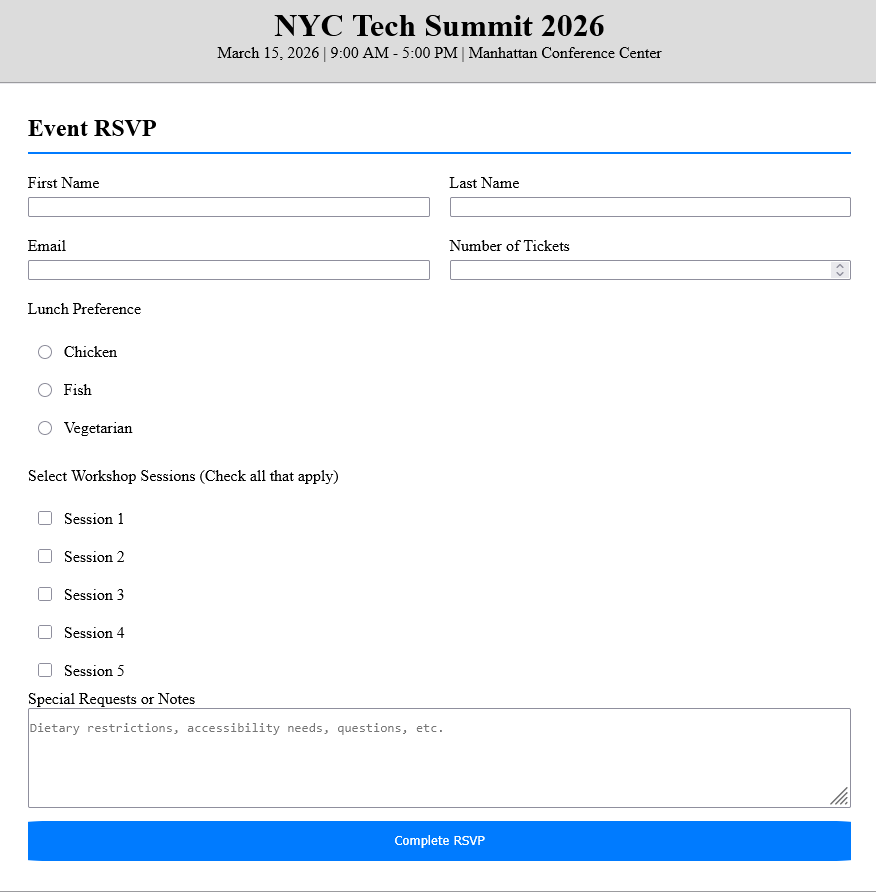 NYC Tech Summit 2026
March 15, 2026 | 9:00 AM - 5:00 PM | Manhattan Conference Center
Event RSVP
First Name
Last Name
Email
Number of Tickets
Lunch Preference
Chicken
Fish
Vegetarian
Select Workshop Sessions (Check all that apply)
Session 1
Session 2
Session 3
Session 4
Session 5
Special Requests or Notes
Dietary restrictions, accessibility needs, questions, etc.
Complete RSVP